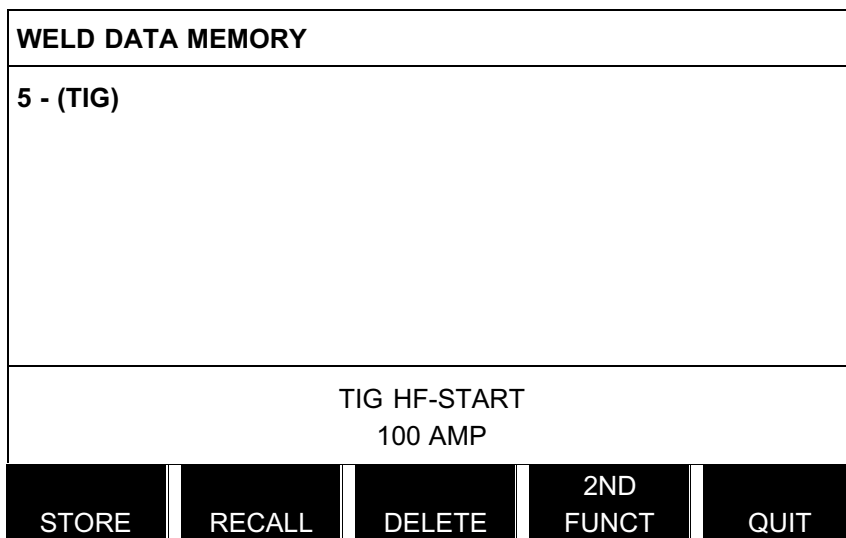 WELD DATA MEMORY
5 - (TIG)
TIG HF-START
100 AMP
STORE RECALL DELETE 2ND FUNCT QUIT